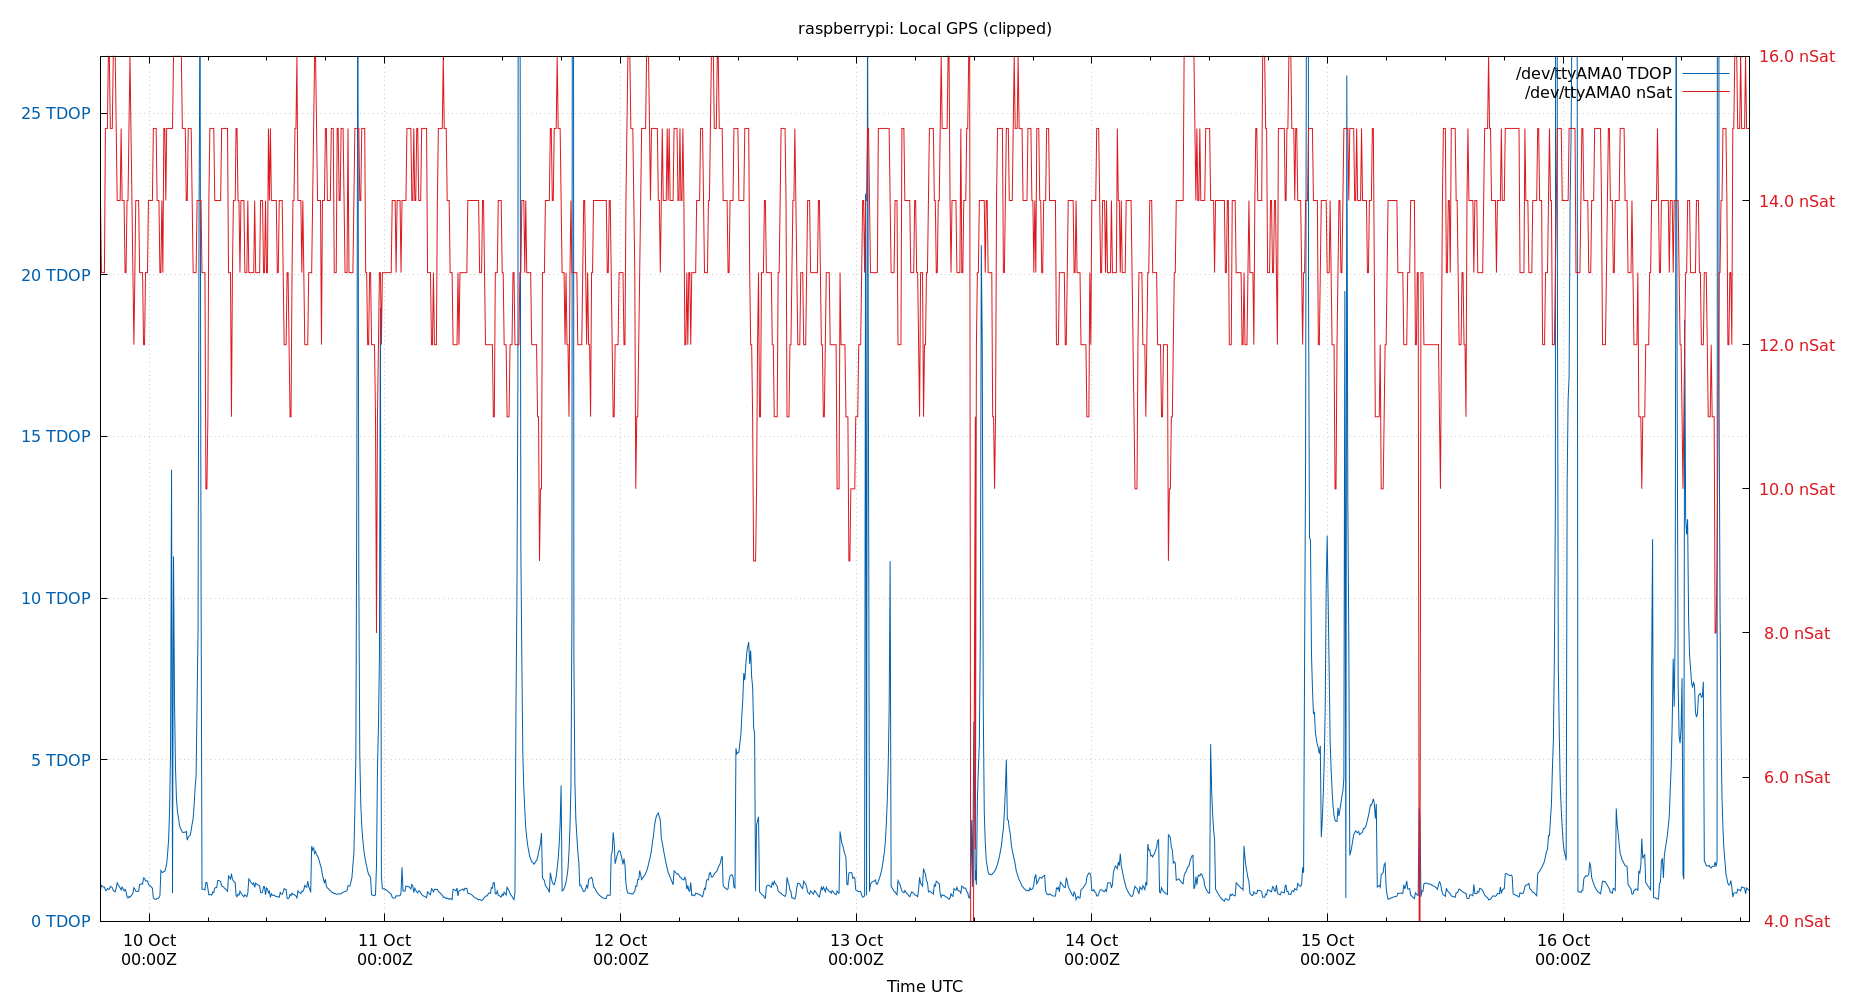 raspberrypi: Local GPS (clipped)
/dev/ttyAMA0 TDOP
/dev/ttyAMA0 nSat
25 TDOP
20 TDOP
15 TDOP
10 TDOP
5 TDOP
0 TDOP
16.0 nSat
14.0 nSat
12.0 nSat
10.0 nSat
8.0 nSat
6.0 nSat
4.0 nSat
10 Oct 11 Oct 12 Oct 13 Oct 14 Oct 15 Oct 16 Oct
00:00Z 00:00Z 00:00Z 00:00Z 00:00Z 00:00Z 00:00Z
Time UTC